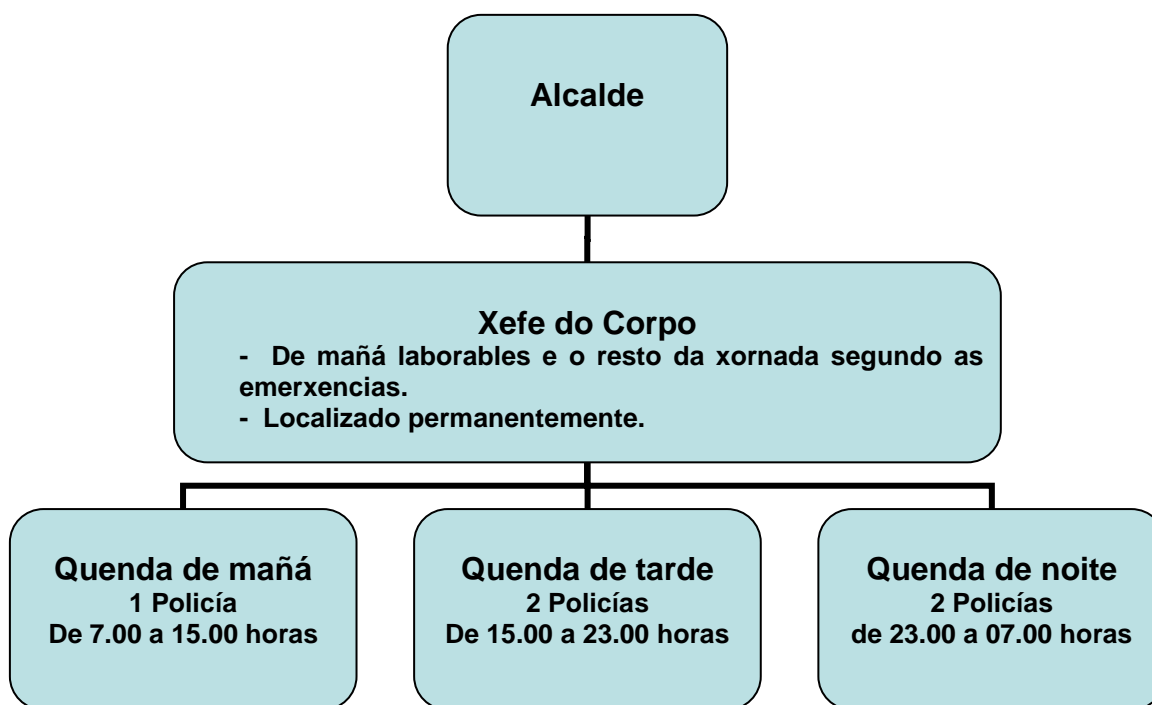 Alcalde
Xefe do Corpo
- De mañá laborables e o resto da xornada segundo as
emerxencias.
- Localizado permanentemente.
Quenda de mañá
1 Policía
De 7.00 a 15.00 horas
Quenda de tarde
2 Policías
De 15.00 a 23.00 horas
Quenda de noite
2 Policías
de 23.00 a 07.00 horas